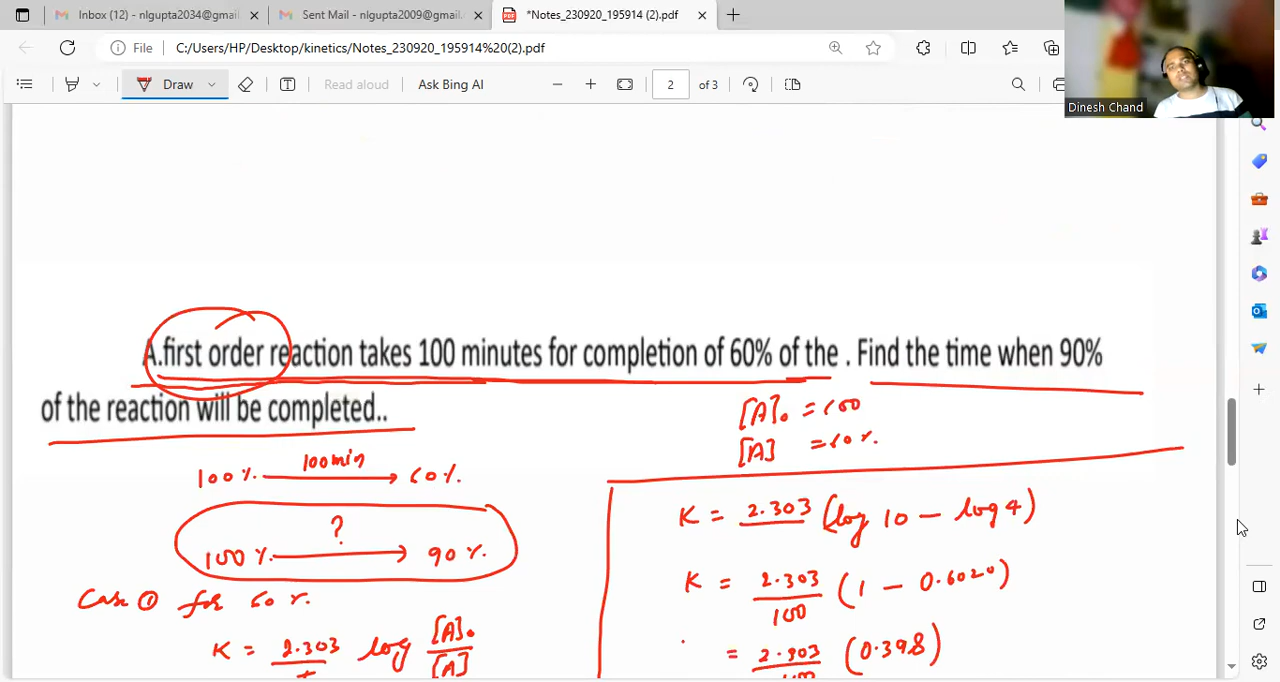 Inbox (12) - nlgupta2034@gmail
Sent Mail - nlgupta2009@gmail.
*Notes_230920_195914 (2).pdf
File
C:/Users/HP/Desktop/kinetics/Notes_230920_195914%20(2).pdf
Draw
Read aloud
Ask Bing AI
2 of 3
Dinesh Chand
A.first order reaction takes 100 minutes for completion of 60% of the . Find the time when 90%
of the reaction will be completed..
[A]₀ = 100
[A] = 60 %.
100 % 100 min 60 %.
?
100 % 90 %.
Case ① for 60 %.
K = 2.303 log [A]₀
[A]
K = 2.303 (log 10 - log 4)
K = 2.303 (1 - 0.6020)
100
= 2.303 (0.398)